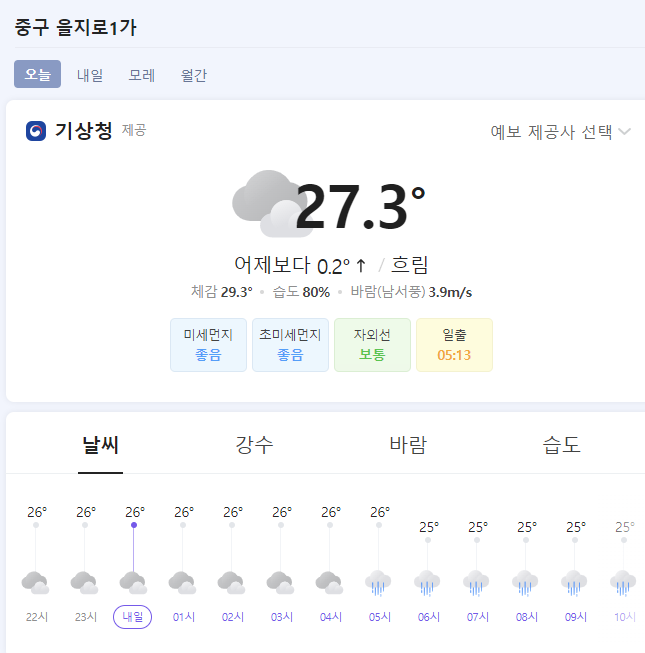 중구 을지로1가
오늘 내일 모레 월간
기상청 제공 예보 제공사 선택
27.3°
어제보다 0.2°↑ / 흐림
체감 29.3° • 습도 80% • 바람(남서풍) 3.9m/s
미세먼지 초미세먼지 자외선 일출
좋음 좋음 보통 05:13
날씨 강수 바람 습도
26° 26° 26° 26° 26° 26° 26° 26° 25° 25° 25° 25° 25°
22시 23시 내일 01시 02시 03시 04시 05시 06시 07시 08시 09시 10시